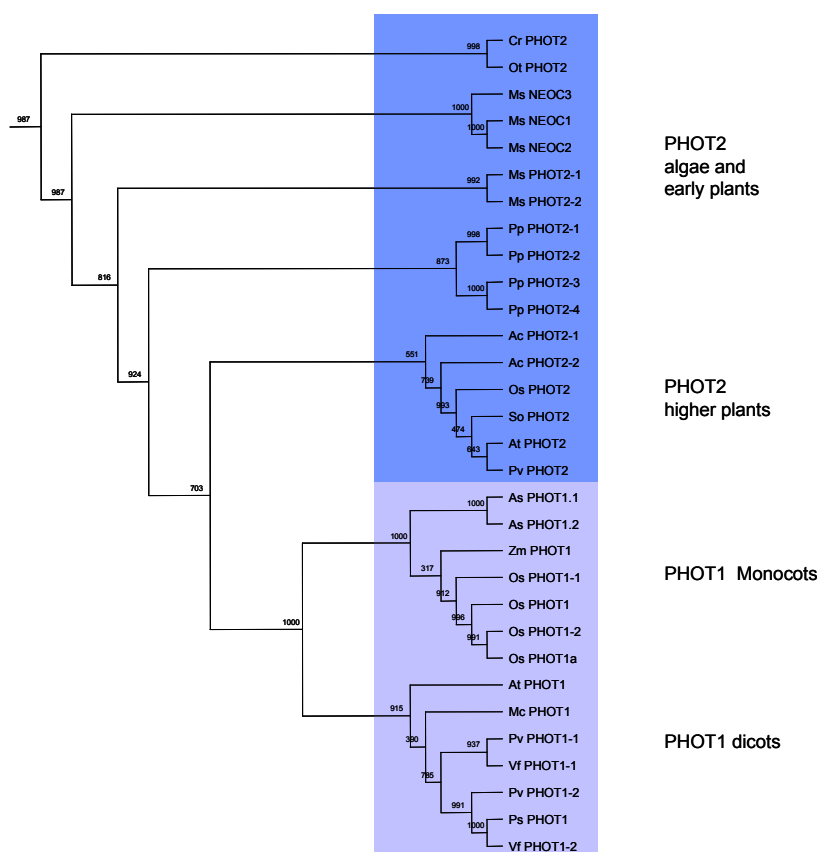 Cr PHOT2
998
Ot PHOT2
Ms NEOC3
1000
Ms NEOC1
987
1000
Ms NEOC2
PHOT2
algae and
early plants
Ms PHOT2-1
992
987
Ms PHOT2-2
Pp PHOT2-1
998
Pp PHOT2-2
873
816
Pp PHOT2-3
1000
Pp PHOT2-4
Ac PHOT2-1
551
Ac PHOT2-2
924
739
PHOT2
higher plants
Os PHOT2
993
So PHOT2
474
At PHOT2
643
Pv PHOT2
703
As PHOT1.1
1000
As PHOT1.2
1000
Zm PHOT1
317
PHOT1 Monocots
Os PHOT1-1
912
Os PHOT1
996
1000
Os PHOT1-2
991
Os PHOT1a
At PHOT1
915
Mc PHOT1
390
Pv PHOT1-1
PHOT1 dicots
937
Vf PHOT1-1
785
Pv PHOT1-2
991
Ps PHOT1
1000
Vf PHOT1-2